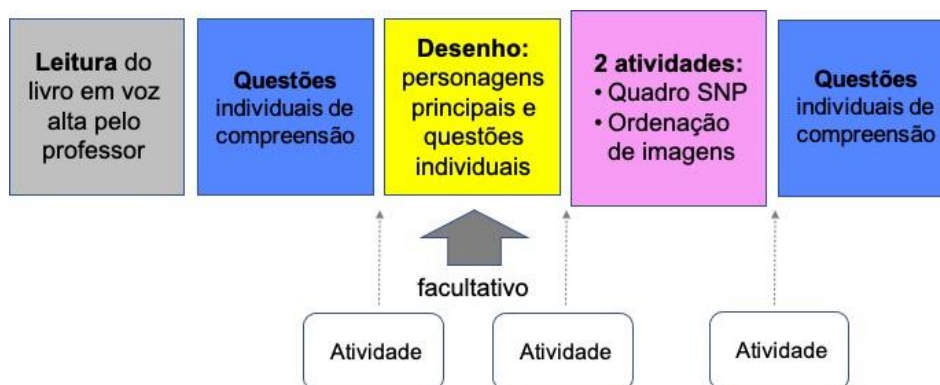 Leitura do
livro em voz
alta pelo
professor
Questões
individuais de
compreensão
Desenho:
personagens
principais e
questões
individuais
2 atividades:
• Quadro SNP
• Ordenação
de imagens
Questões
individuais de
compreensão
facultativo
Atividade
Atividade
Atividade